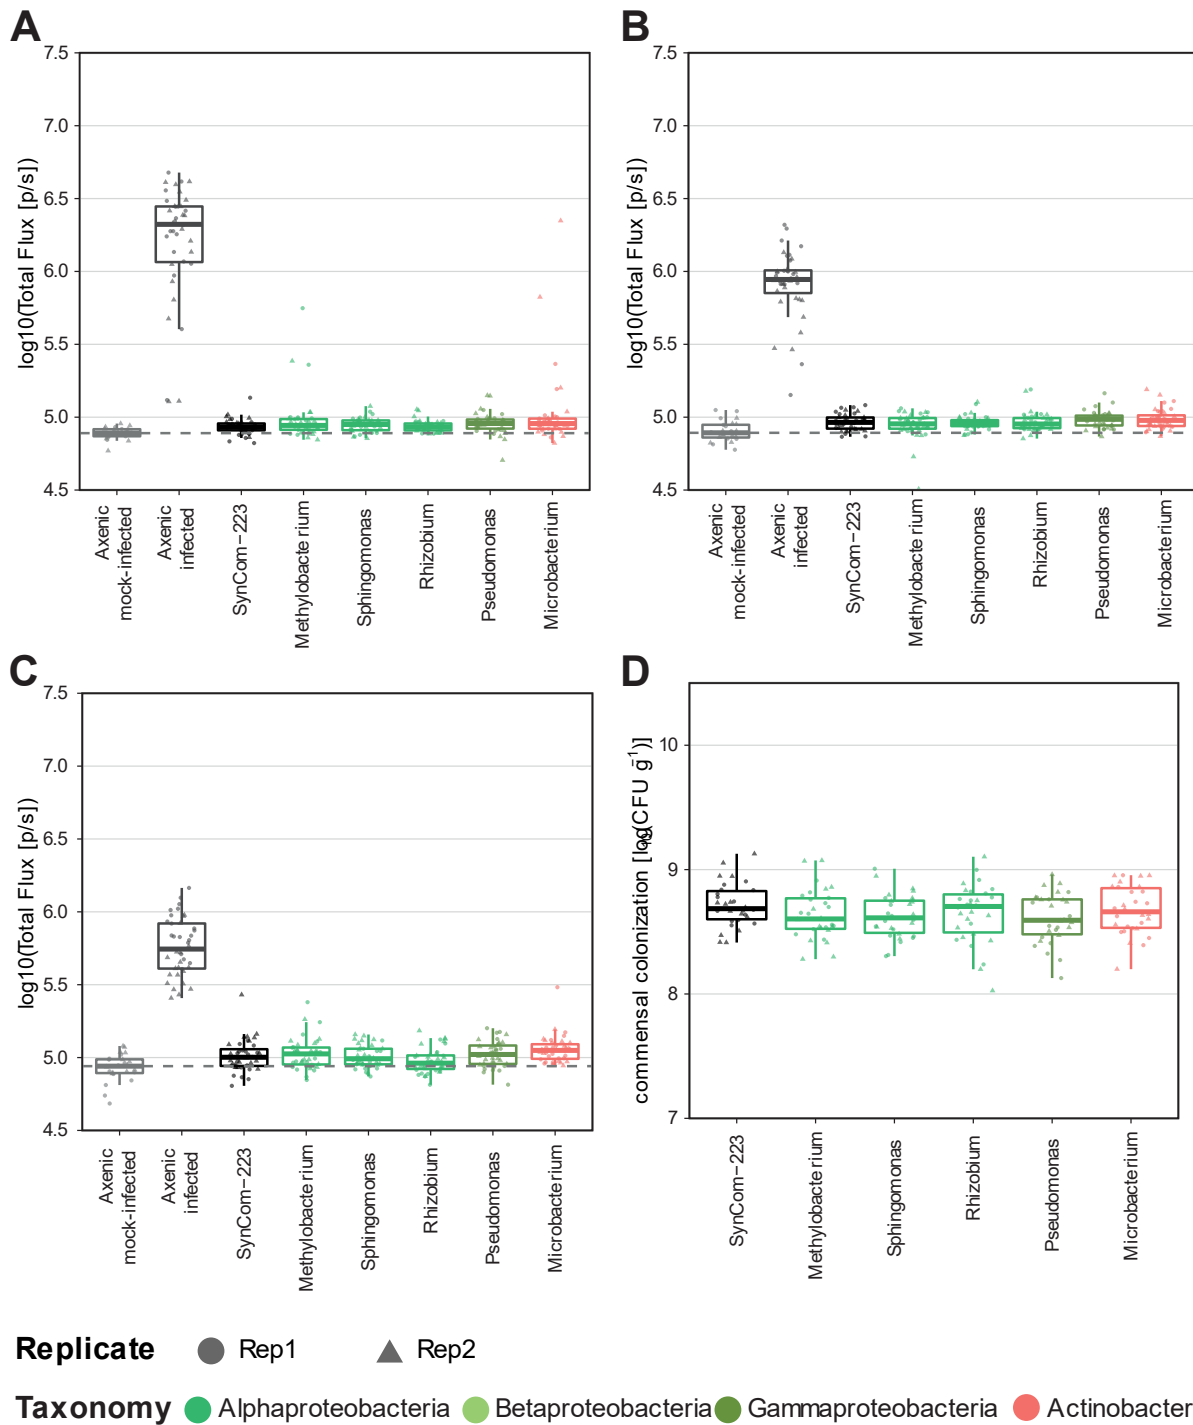 A
log10(Total Flux [p/s])
7.5
7.0
6.5
6.0
5.5
5.0
4.5
Axenic
mock-infected
Axenic
infected
SynCom-223
Methylobacterium
Sphingomonas
Rhizobium
Pseudomonas
Microbacterium
B
log10(Total Flux [p/s])
7.5
7.0
6.5
6.0
5.5
5.0
4.5
Axenic
mock-infected
Axenic
infected
SynCom-223
Methylobacterium
Sphingomonas
Rhizobium
Pseudomonas
Microbacterium
C
log10(Total Flux [p/s])
7.5
7.0
6.5
6.0
5.5
5.0
4.5
Axenic
mock-infected
Axenic
infected
SynCom-223
Methylobacterium
Sphingomonas
Rhizobium
Pseudomonas
Microbacterium
D
commensal colonization [log(CFU g⁻¹)]
10
9
8
7
SynCom-223
Methylobacterium
Sphingomonas
Rhizobium
Pseudomonas
Microbacterium
Replicate Rep1 Rep2
Taxonomy Alphaproteobacteria Betaproteobacteria Gammaproteobacteria Actinobacter